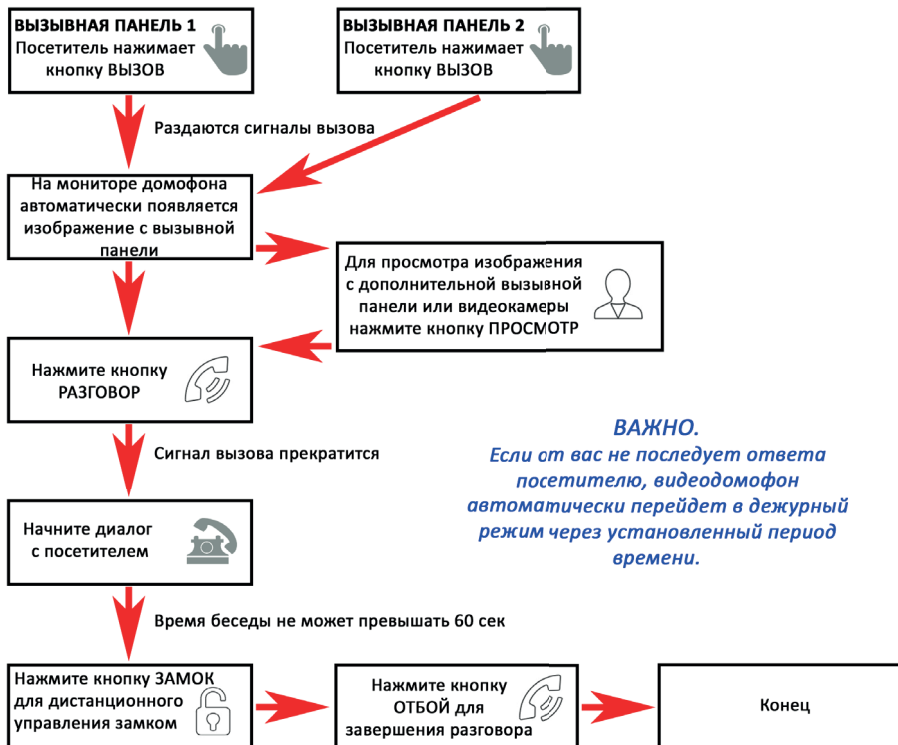 ВЫЗЫВНАЯ ПАНЕЛЬ 1
Посетитель нажимает
кнопку ВЫЗОВ
ВЫЗЫВНАЯ ПАНЕЛЬ 2
Посетитель нажимает
кнопку ВЫЗОВ
Раздаются сигналы вызова
На мониторе домофона
автоматически появляется
изображение с вызывной
панели
Для просмотра изображения
с дополнительной вызывной
панели или видеокамеры
нажмите кнопку ПРОСМОТР
Нажмите кнопку
РАЗГОВОР
Сигнал вызова прекратится
ВАЖНО.
Если от вас не последует ответа
посетителю, видеодомофон
автоматически перейдет в дежурный
режим через установленный период
времени.
Начните диалог
с посетителем
Время беседы не может превышать 60 сек
Нажмите кнопку ЗАМОК
для дистанционного
управления замком
Нажмите кнопку
ОТБОЙ для
завершения разговора
Конец